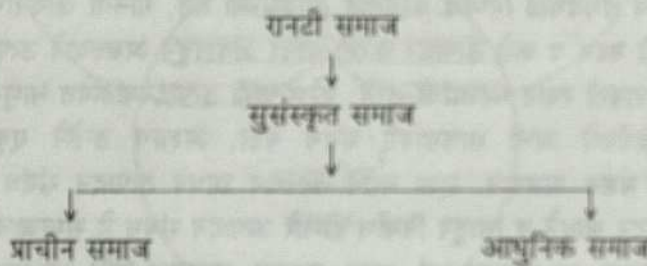 रानटी समाज
सुसंस्कृत समाज
प्राचीन समाज
आधुनिक समाज